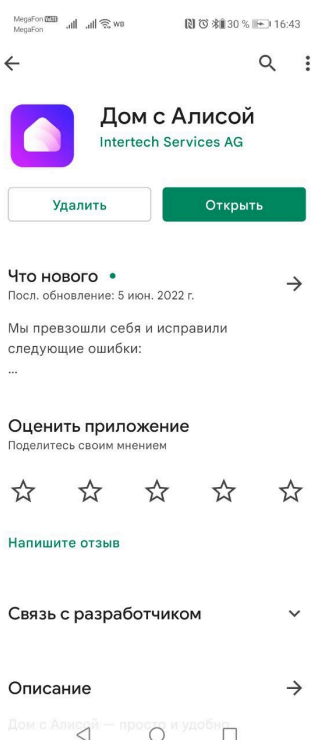 MegaFon VoLTE
MegaFon
WB
30 % 16:43
Дом с Алисой
Intertech Services AG
Удалить
Открыть
Что нового •
Посл. обновление: 5 июн. 2022 г.
Мы превзошли себя и исправили
следующие ошибки:
...
Оценить приложение
Поделитесь своим мнением
Напишите отзыв
Связь с разработчиком
Описание
Дом с Алисой — просто и удобно